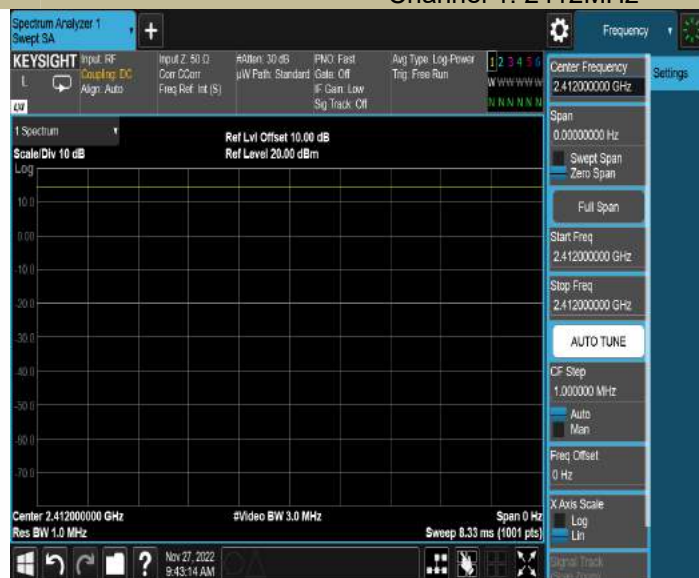 Channel 1: 2412MHz
Spectrum Analyzer 1
Swept SA
+
Frequency
KEYSIGHT
L
Input: RF
Coupling: DC
Align: Auto
Input Z: 50 Ω
Corr CCorr
Freq Ref: Int (S)
#Atten: 30 dB
µW Path: Standard
PNO: Fast
Gate: Off
IF Gain: Low
Sig Track: Off
Avg Type: Log-Power
Trig: Free Run
1 2 3 4 5 6
W W W W W W
N N N N N N
Center Frequency
2.412000000 GHz
Settings
Span
0.00000000 Hz
Swept Span
Zero Span
Full Span
Start Freq
2.412000000 GHz
Stop Freq
2.412000000 GHz
AUTO TUNE
CF Step
1.000000 MHz
Auto
Man
Freq Offset
0 Hz
X Axis Scale
Log
Lin
Signal Track
1 Spectrum
Scale/Div 10 dB
Ref Lvl Offset 10.00 dB
Ref Level 20.00 dBm
Log
10.0
0.00
-10.0
-20.0
-30.0
-40.0
-50.0
-60.0
-70.0
Center 2.412000000 GHz
#Video BW 3.0 MHz
Span 0 Hz
Res BW 1.0 MHz
Sweep 8.33 ms (1001 pts)
?
Nov 27, 2022
9:43:14 AM